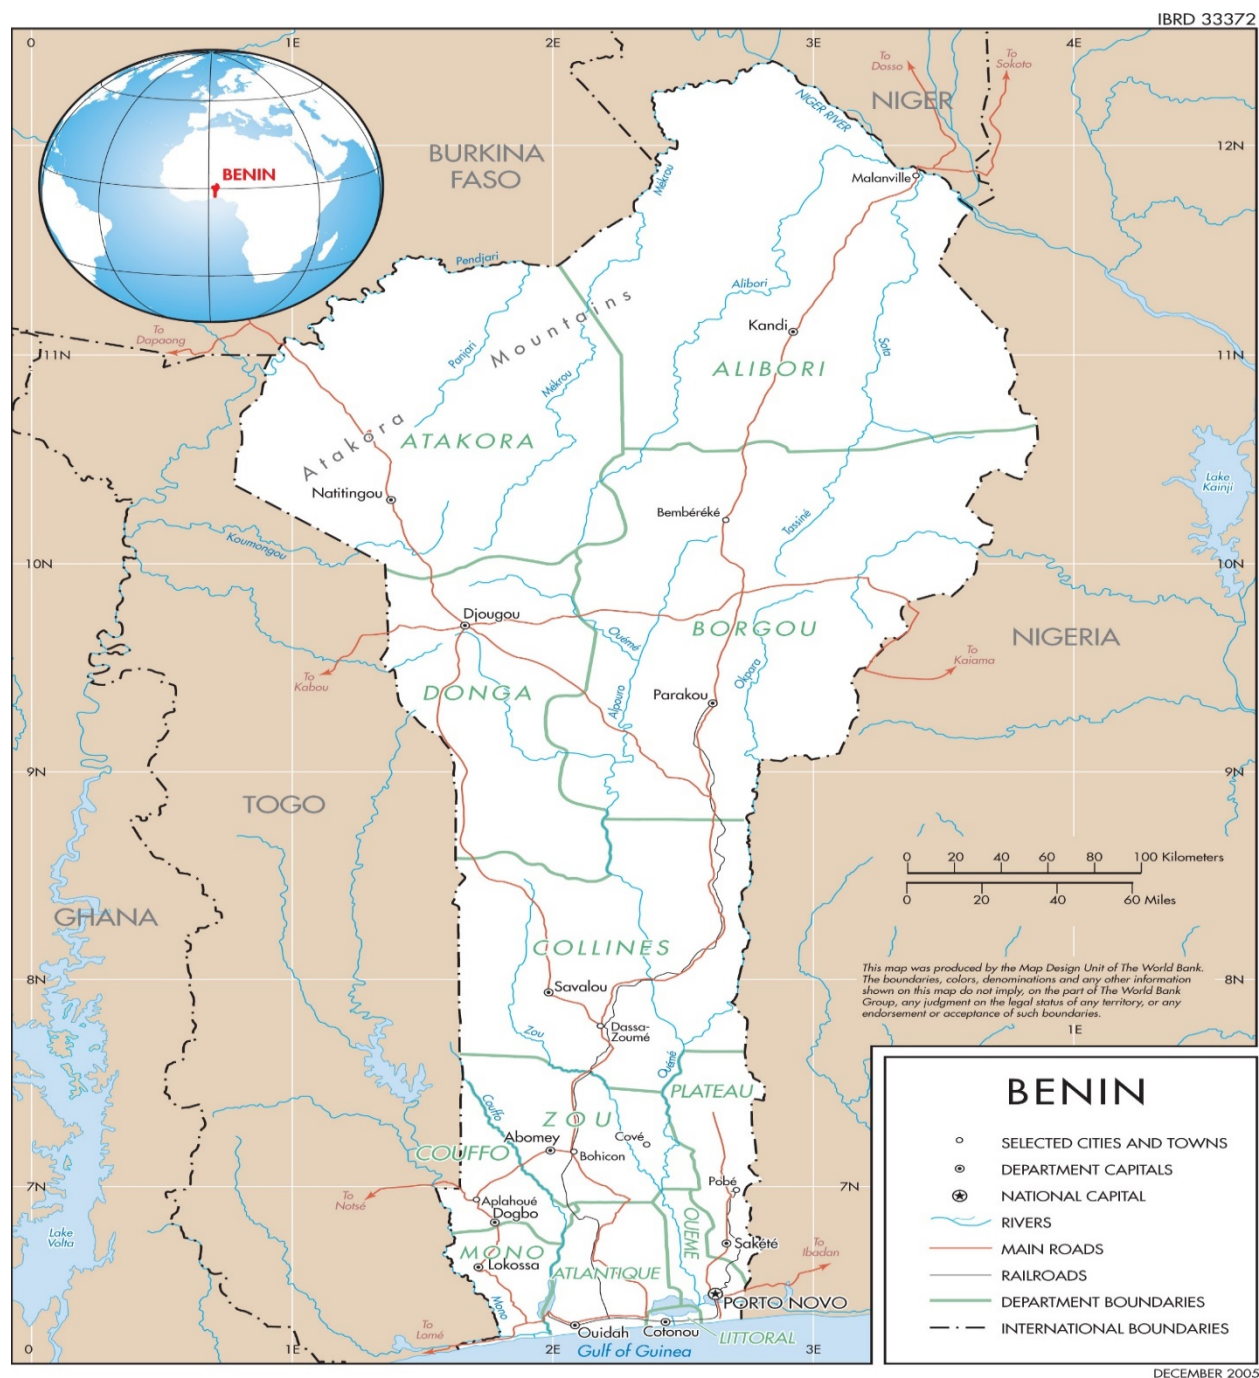 IBRD 33372
0
1E
2E
3E
4E
To
Dosso
To
Sokoto
NIGER
NIGER RIVER
BURKINA
FASO
12N
12N
BENIN
Mékrou
Malanville
Pendjari
Alibori
Mountains
To
Dapaong
Kandi
11N
11N
Panjari
Sota
Mékrou
ALIBORI
Atakora
ATAKORA
Natitingou
Lake
Kainji
Bembéréké
Tassiné
Koumongou
10N
10N
Djougou
Ouémé
BORGOU
NIGERIA
To
Kabou
To
Kaiama
DONGA
Alpouro
Parakou
Okpara
9N
9N
TOGO
0 20 40 60 80 100 Kilometers
0 20 40 60 Miles
GHANA
COLLINES
8N
8N
This map was produced by the Map Design Unit of The World Bank.
The boundaries, colors, denominations and any other information
shown on this map do not imply, on the part of The World Bank
Group, any judgment on the legal status of any territory, or any
endorsement or acceptance of such boundaries.
1E
Savalou
Dassa-
Zoumé
Zou
Ouémé
PLATEAU
Couffo
ZOU
Abomey
Cové
COUFFO
Bohicon
7N
7N
To
Notsé
Aplahoué
Pobé
Dogbo
OUEME
Lake
Volta
MONO
Sakété
To
Ibadan
Lokossa
ATLANTIQUE
Mono
PORTO NOVO
To
Lomé
Ouidah
Cotonou
LITTORAL
Gulf of Guinea
0
1E
2E
3E
BENIN
SELECTED CITIES AND TOWNS
DEPARTMENT CAPITALS
NATIONAL CAPITAL
RIVERS
MAIN ROADS
RAILROADS
DEPARTMENT BOUNDARIES
INTERNATIONAL BOUNDARIES
DECEMBER 2005